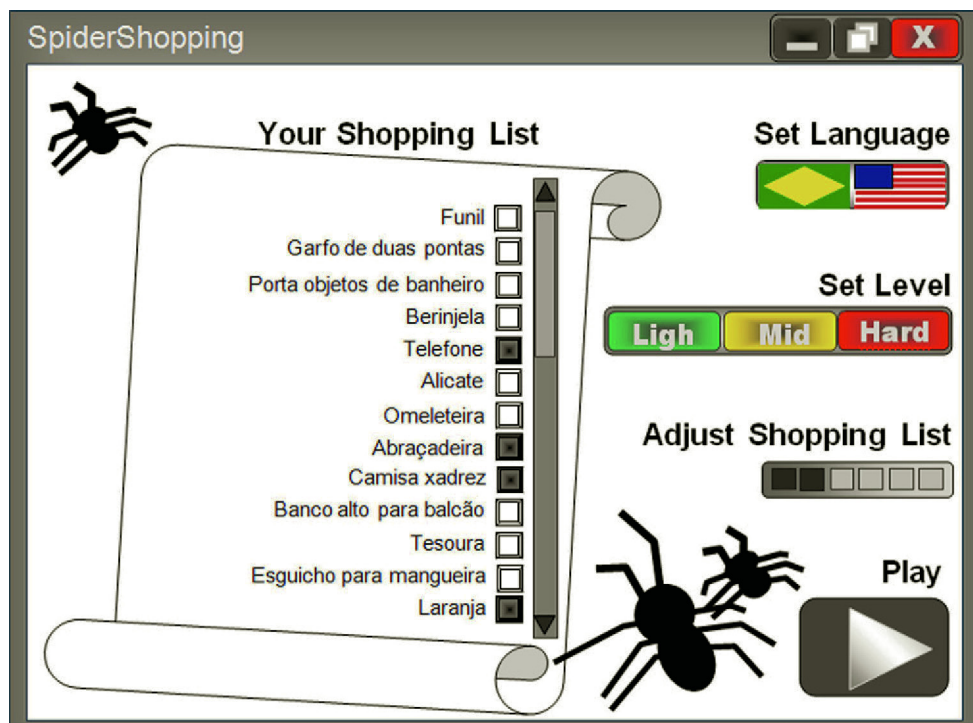 SpiderShopping
X
Your Shopping List
Funil
Garfo de duas pontas
Porta objetos de banheiro
Berinjela
Telefone
Alicate
Omeleteira
Abraçadeira
Camisa xadrez
Banco alto para balcão
Tesoura
Esguicho para mangueira
Laranja
Set Language
Set Level
Ligh Mid Hard
Adjust Shopping List
Play